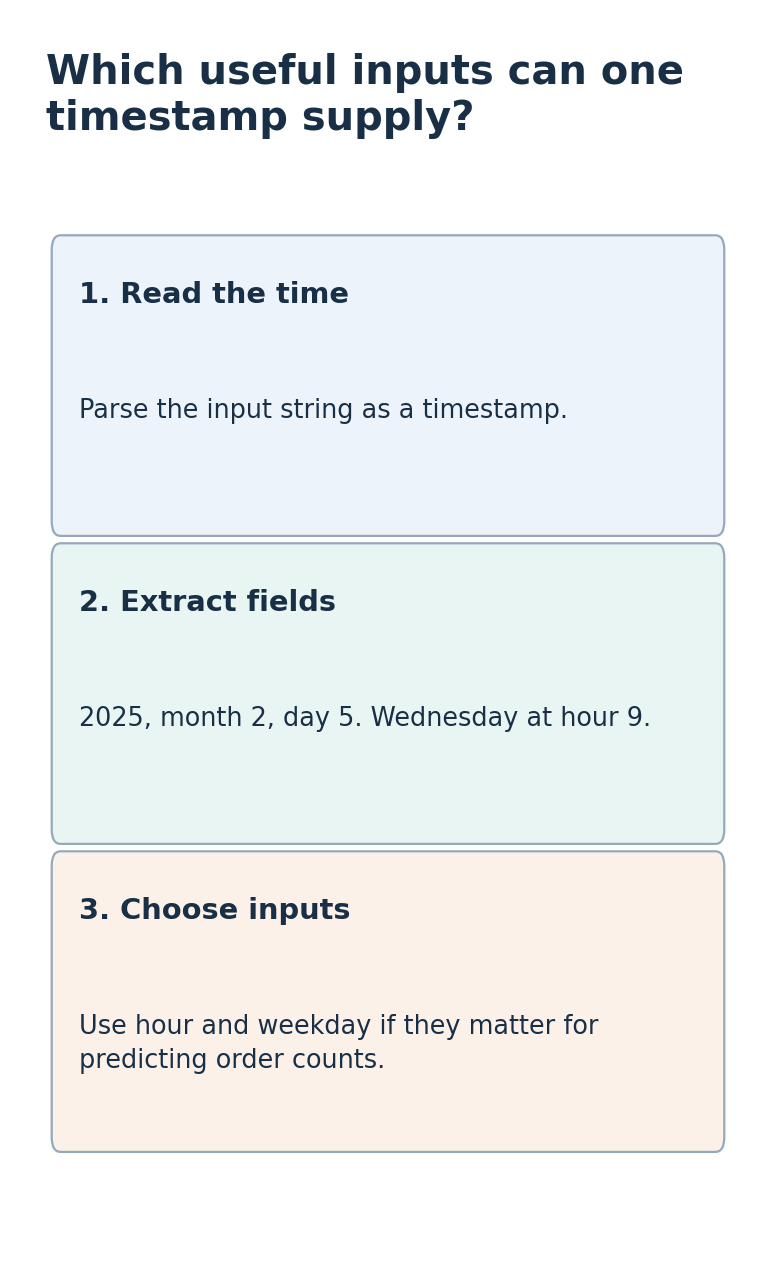 Which useful inputs can one
timestamp supply?
1. Read the time
Parse the input string as a timestamp.
2. Extract fields
2025, month 2, day 5. Wednesday at hour 9.
3. Choose inputs
Use hour and weekday if they matter for
predicting order counts.